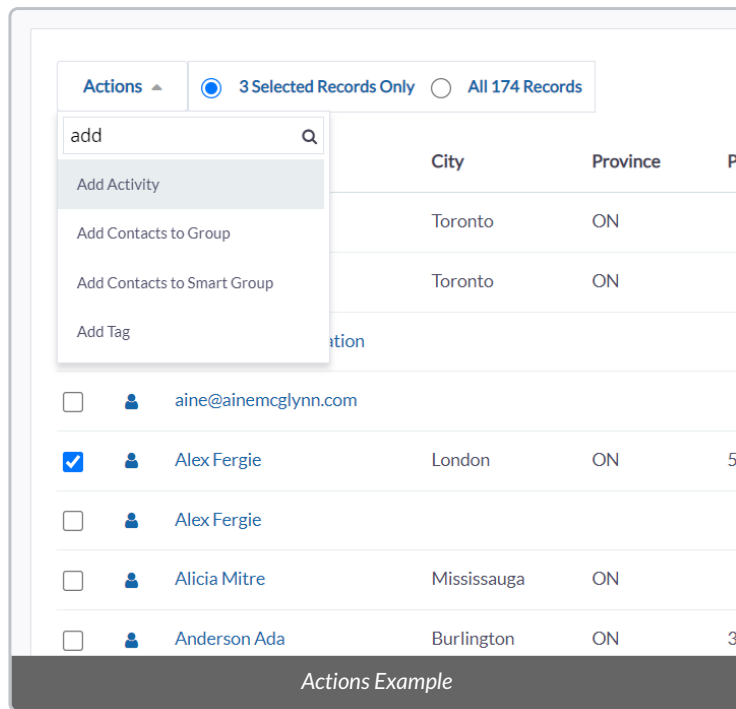 Actions 3 Selected Records Only All 174 Records
add
City Province P
Add Activity
Toronto ON
Add Contacts to Group
Add Contacts to Smart Group
Toronto ON
Add Tag
ation
aine@ainemcglynn.com
Alex Fergie London ON 5
Alex Fergie
Alicia Mitre Mississauga ON
Anderson Ada Burlington ON 3
Actions Example